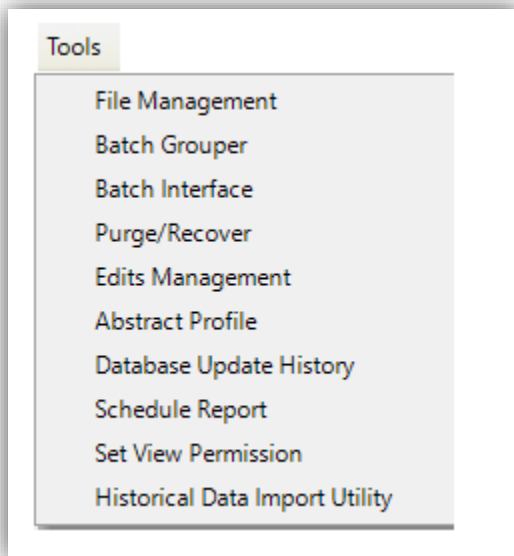 Tools
File Management
Batch Grouper
Batch Interface
Purge/Recover
Edits Management
Abstract Profile
Database Update History
Schedule Report
Set View Permission
Historical Data Import Utility